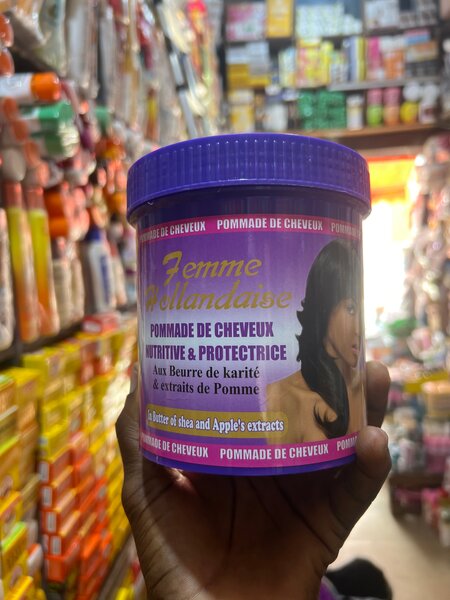 POMMADE DE CHEVEUX POMMADE DE CHEVEUX
Femme
Hollandaise
POMMADE DE CHEVEUX
NUTRITIVE & PROTECTRICE
Aux Beurre de karité
& extraits de Pomme
Butter of shea and Apple's extracts
POMMADE DE CHEVEUX POMMADE DE CHEVEUX